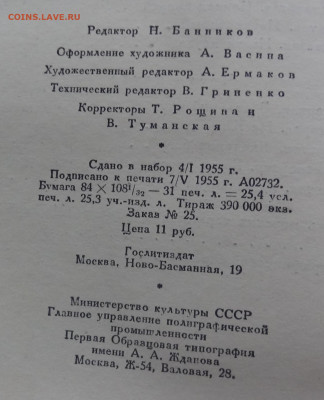 COINS.SU.RU
Редактор Н. Банников
Оформление художника А. Васина
Художественный редактор А. Ермаков
Технический редактор В. Гриненко
Корректоры Т. Рощина и
В. Туманская
*
Сдано в набор 4/I 1955 г.
Подписано к печати 7/V 1955 г. А02732.
Бумага 84 × 108¹/₃₂ — 31 печ. л. = 25,4 усл.
печ. л. 25,3 уч.-изд. л. Тираж 390 000 экз.
Заказ № 25.
Цена 11 руб.
Гослитиздат
Москва, Ново-Басманная, 19
*
Министерство культуры СССР
Главное управление полиграфической
промышленности
Первая Образцовая типография
имени А. А. Жданова
Москва, Ж-54, Валовая, 28.